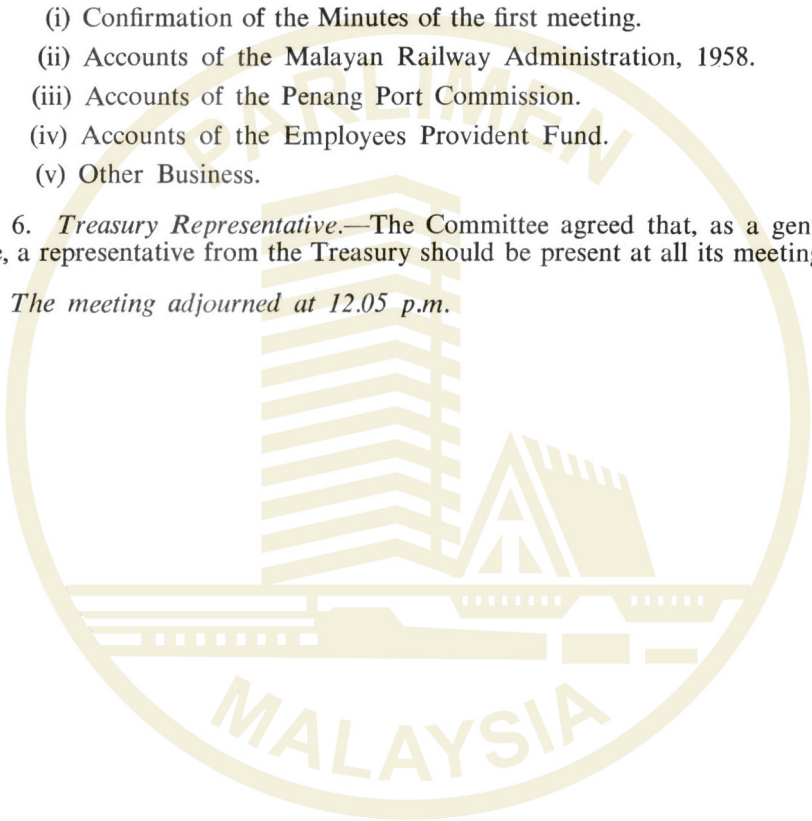 (i) Confirmation of the Minutes of the first meeting.
(ii) Accounts of the Malayan Railway Administration, 1958.
(iii) Accounts of the Penang Port Commission.
(iv) Accounts of the Employees Provident Fund.
(v) Other Business.
6. Treasury Representative.—The Committee agreed that, as a gen
, a representative from the Treasury should be present at all its meeting
The meeting adjourned at 12.05 p.m.
PARLIMEN
MALAYSIA